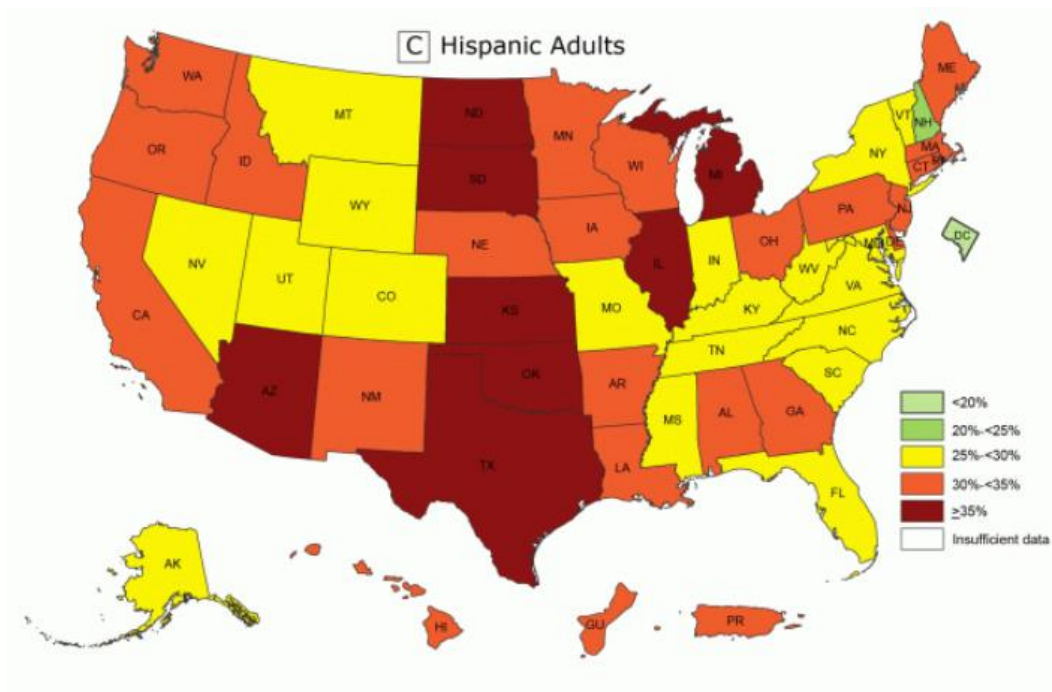 C Hispanic Adults
WA
MT
ND
MN
ME
OR
ID
SD
WI
MI
VT
NH
NY
MA
CT
WY
NE
IA
PA
NJ
NV
UT
CO
IL
IN
OH
MD
DE
DC
CA
KS
MO
WV
KY
VA
AZ
NM
OK
AR
TN
NC
SC
TX
LA
MS
AL
GA
FL
AK
HI
GU
PR
<20%
20%-<25%
25%-<30%
30%-<35%
≥35%
Insufficient data